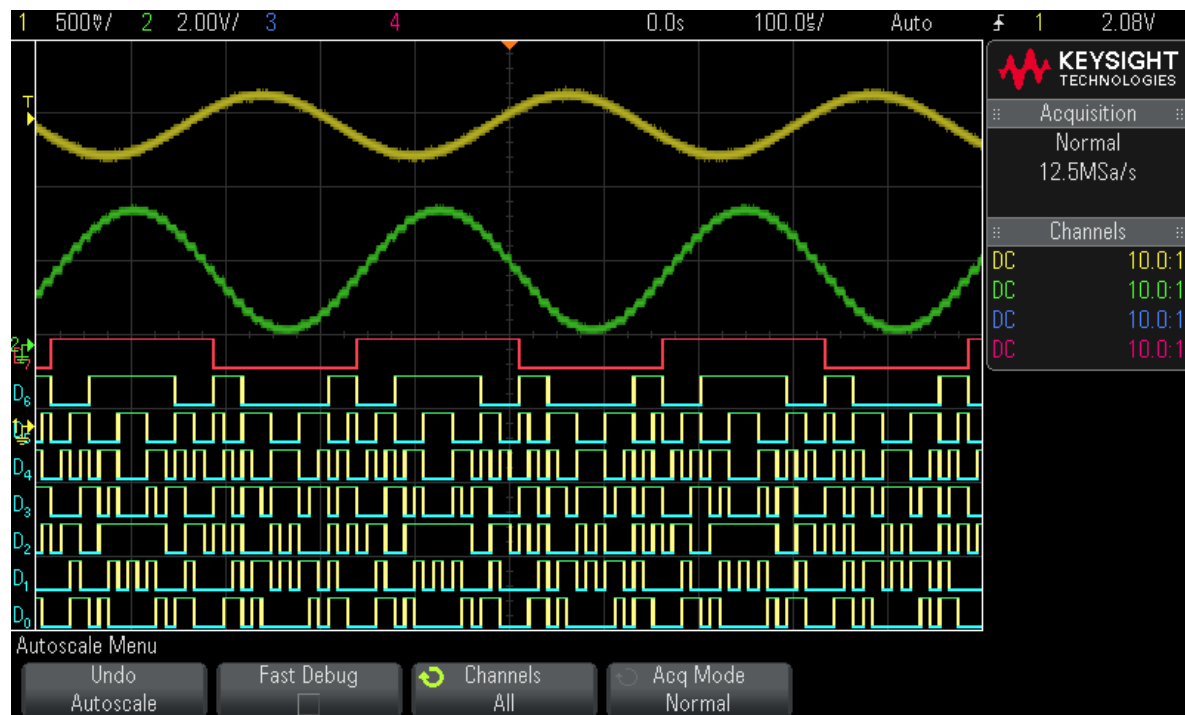 1 500mV/ 2 2.00V/ 3 4 0.0s 100.0µs/ Auto 1 2.08V
KEYSIGHT
TECHNOLOGIES
Acquisition
Normal
12.5MSa/s
Channels
DC 10.0:1
DC 10.0:1
DC 10.0:1
DC 10.0:1
T
2
D6
D4
D3
D2
D1
D0
Autoscale Menu
Undo
Autoscale
Fast Debug
Channels
All
Acq Mode
Normal